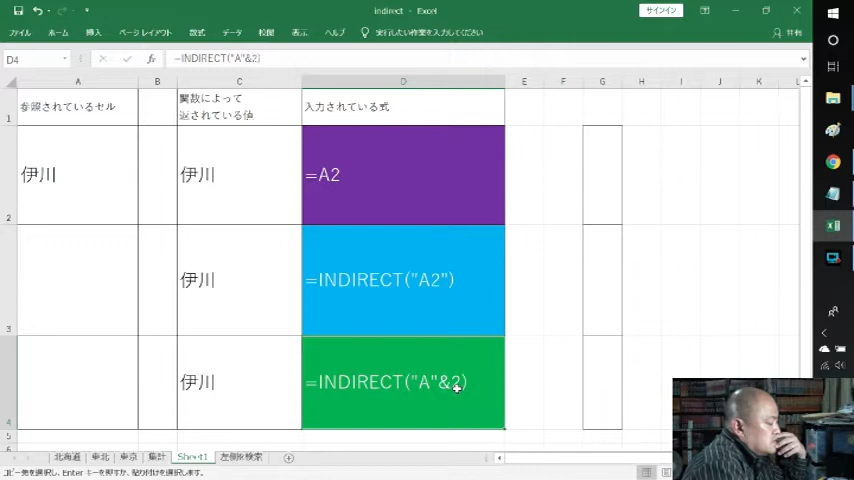 indirect - Excel
サインイン
ファイル ホーム 挿入 ページ レイアウト 数式 データ 校閲 表示 ヘルプ 実行したい作業を入力してください 共有
D4 =INDIRECT("A"&2)
A B C D E F G H I J K L
1 参照されているセル 関数によって
返されている値 入力されている式
2 伊川 伊川 =A2
3 伊川 =INDIRECT("A2")
4 伊川 =INDIRECT("A"&2)
5
6
北海道 東北 東京 集計 Sheet1 左側を検索
コピー先を選択し、Enter キーを押すか、貼り付けを選択します。